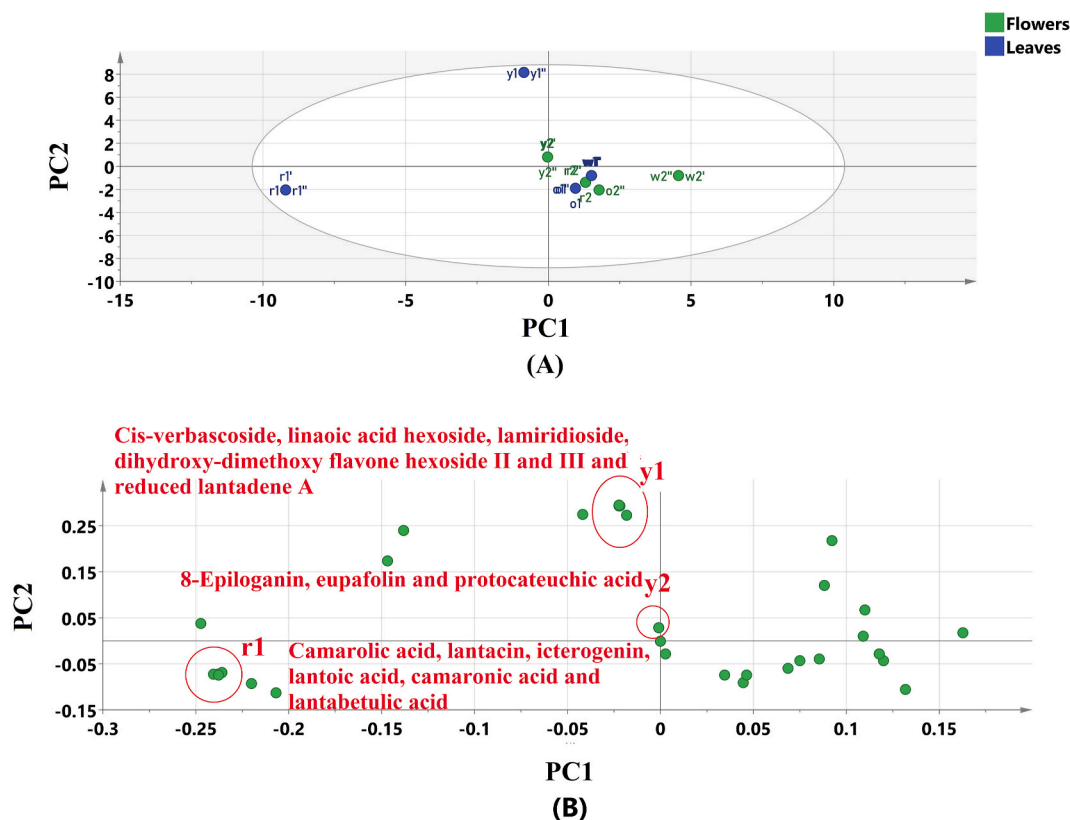 Flowers
Leaves
PC2
8
6
4
2
0
-2
-4
-6
-8
-10
y1 y1"
y2'
y2"
r2"
r1'
r1 r1"
o1
r2
o2"
w2" w2'
-15
-10
-5
0
5
10
PC1
(A)
Cis-verbascoside, linaoic acid hexoside, lamiridioside,
dihydroxy-dimethoxy flavone hexoside II and III and
reduced lantadene A
y1
8-Epiloganin, eupafolin and protocateuchic acid
y2
r1
Camarolic acid, lantacin, icterogenin,
lantoic acid, camaronic acid and
lantabetulic acid
PC2
0.25
0.15
0.05
-0.05
-0.15
-0.3
-0.25
-0.2
-0.15
-0.1
-0.05
0
0.05
0.1
0.15
...
PC1
(B)